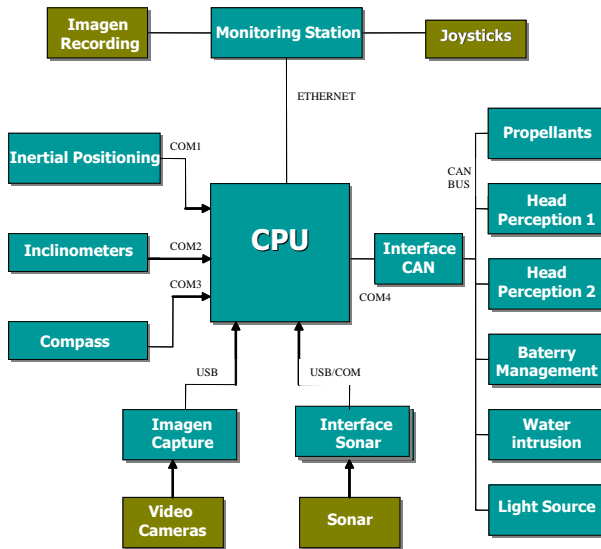 Imagen
Recording
Monitoring Station
Joysticks
ETHERNET
Inertial Positioning
COM1
Propellants
CAN
BUS
Head
Perception 1
CPU
Inclinometers
COM2
Interface
CAN
Head
Perception 2
COM3
COM4
Compass
Baterry
Management
USB
USB/COM
Imagen
Capture
Interface
Sonar
Water
intrusion
Video
Cameras
Sonar
Light Source